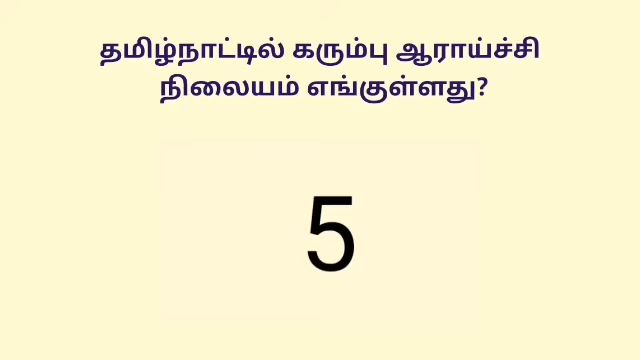 தமிழ்நாட்டில் கரும்பு ஆராய்ச்சி
நிலையம் எங்குள்ளது?
5